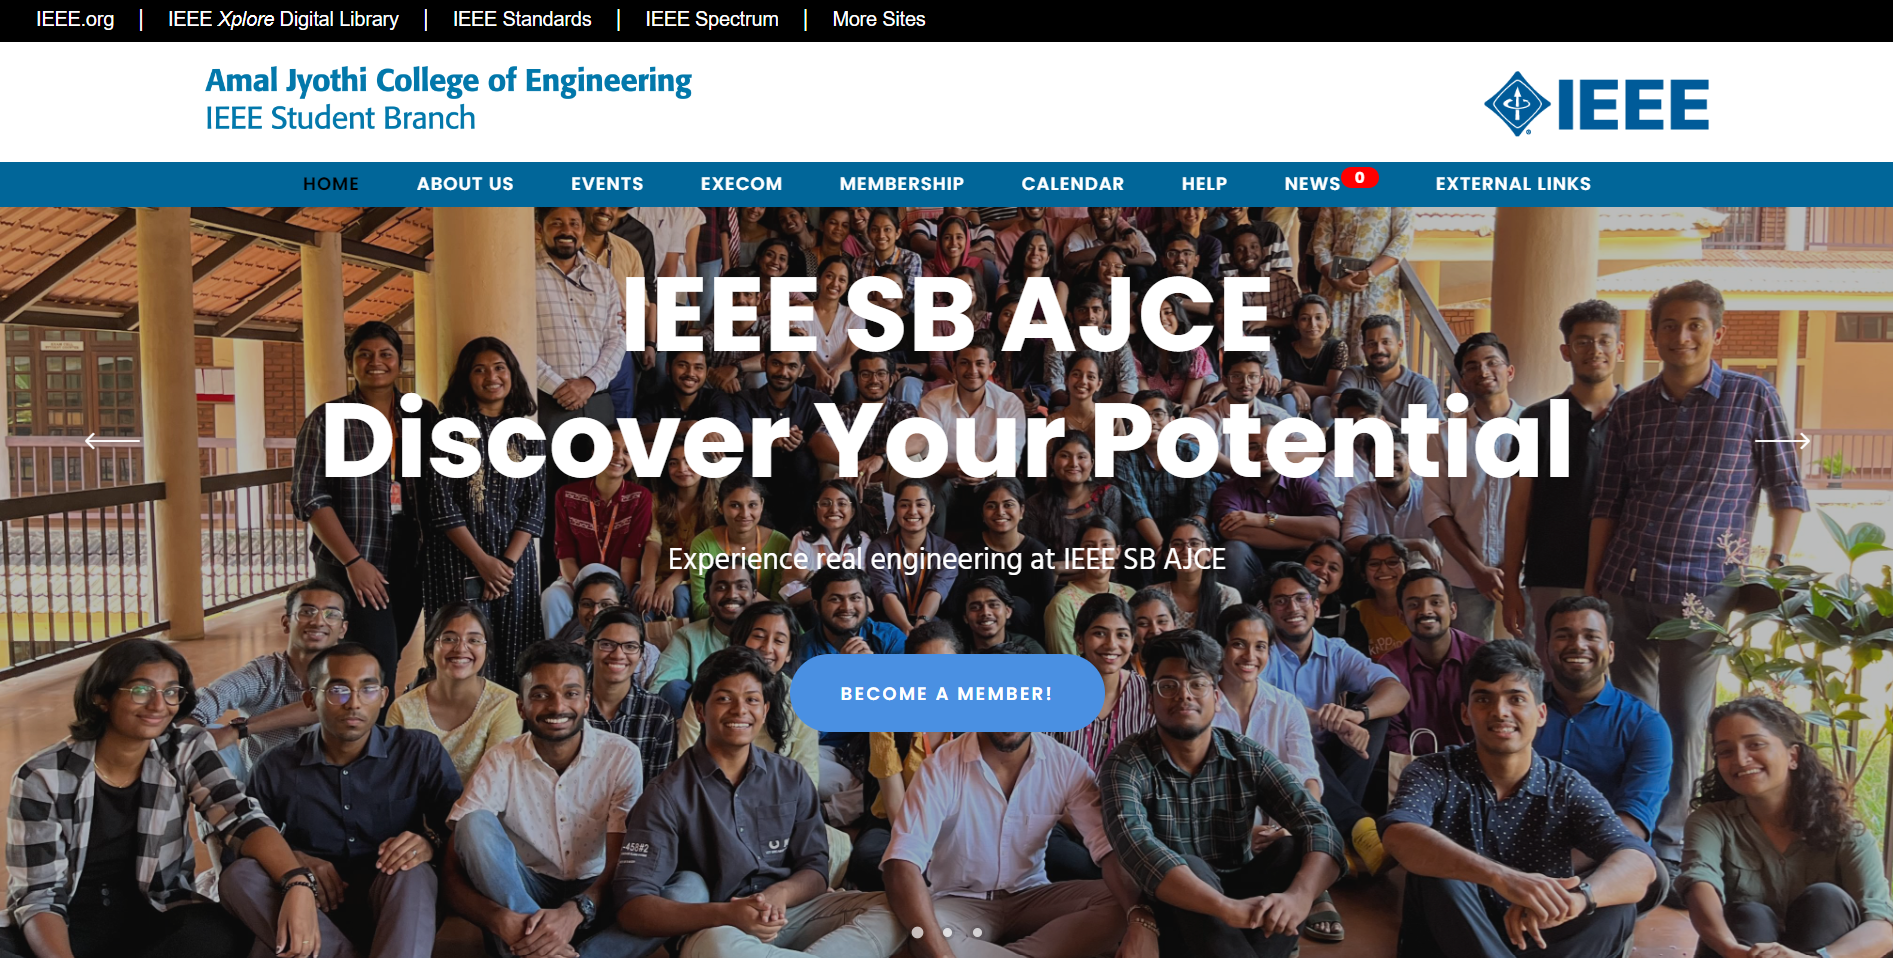 IEEE.org | IEEE Xplore Digital Library | IEEE Standards | IEEE Spectrum | More Sites
Amal Jyothi College of Engineering
IEEE Student Branch
IEEE
HOME ABOUT US EVENTS EXECOM MEMBERSHIP CALENDAR HELP NEWS 0 EXTERNAL LINKS
IEEE SB AJCE
Discover Your Potential
Experience real engineering at IEEE SB AJCE
BECOME A MEMBER!
-458#2